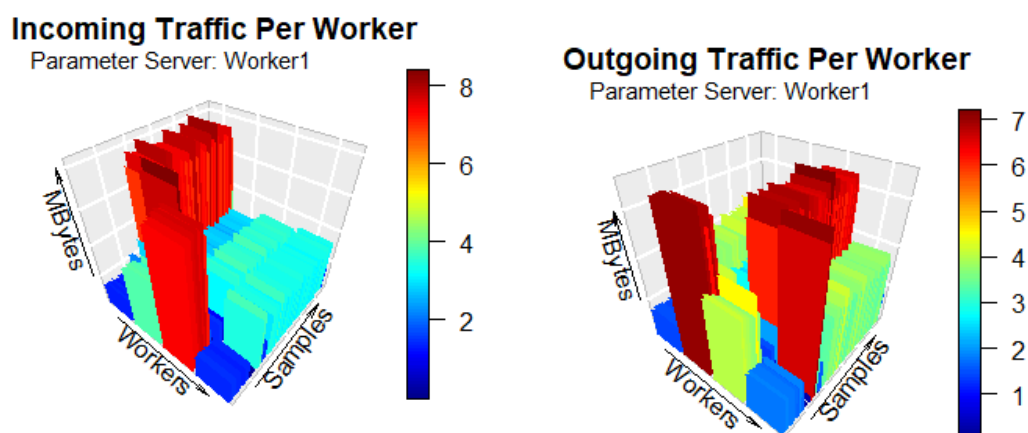 Incoming Traffic Per Worker
Parameter Server: Worker1
8
6
4
2
MBytes
Workers
Samples
Outgoing Traffic Per Worker
Parameter Server: Worker1
7
6
5
4
3
2
1
MBytes
Workers
Samples